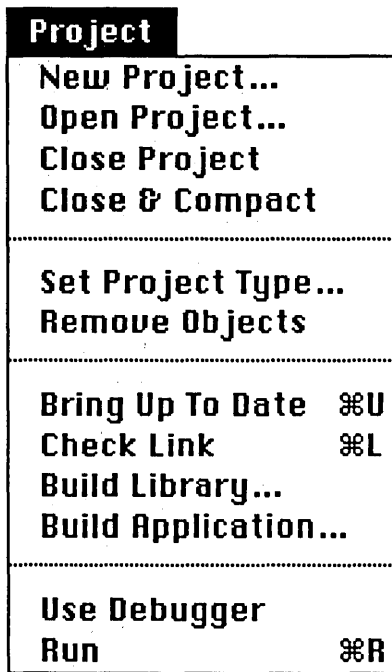 Project
New Project...
Open Project...
Close Project
Close & Compact
Set Project Type...
Remove Objects
Bring Up To Date ⌘U
Check Link ⌘L
Build Library...
Build Application...
Use Debugger
Run ⌘R